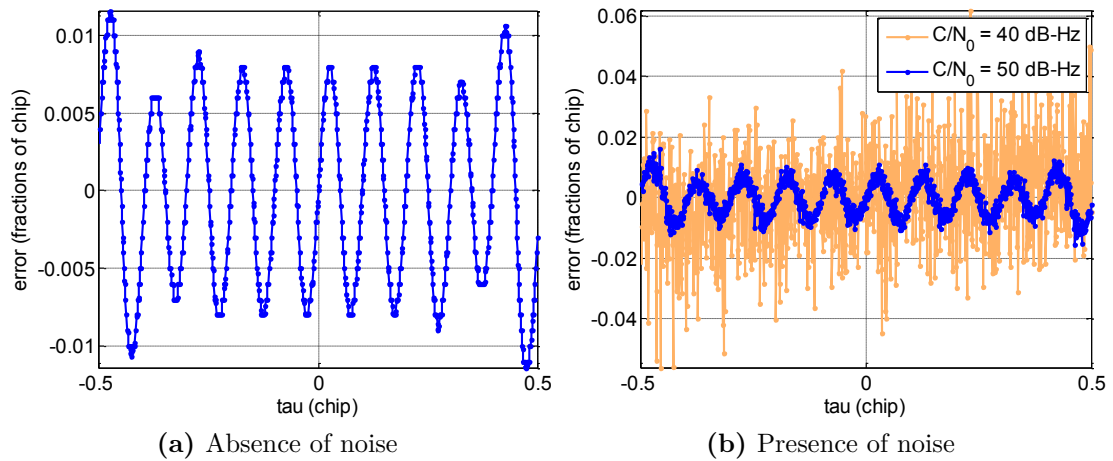 0.01
0.005
0
-0.005
-0.01
error (fractions of chip)
-0.5
0
0.5
tau (chip)
(a) Absence of noise
0.06
0.04
0.02
0
-0.02
-0.04
error (fractions of chip)
C/N0 = 40 dB-Hz
C/N0 = 50 dB-Hz
-0.5
0
0.5
tau (chip)
(b) Presence of noise